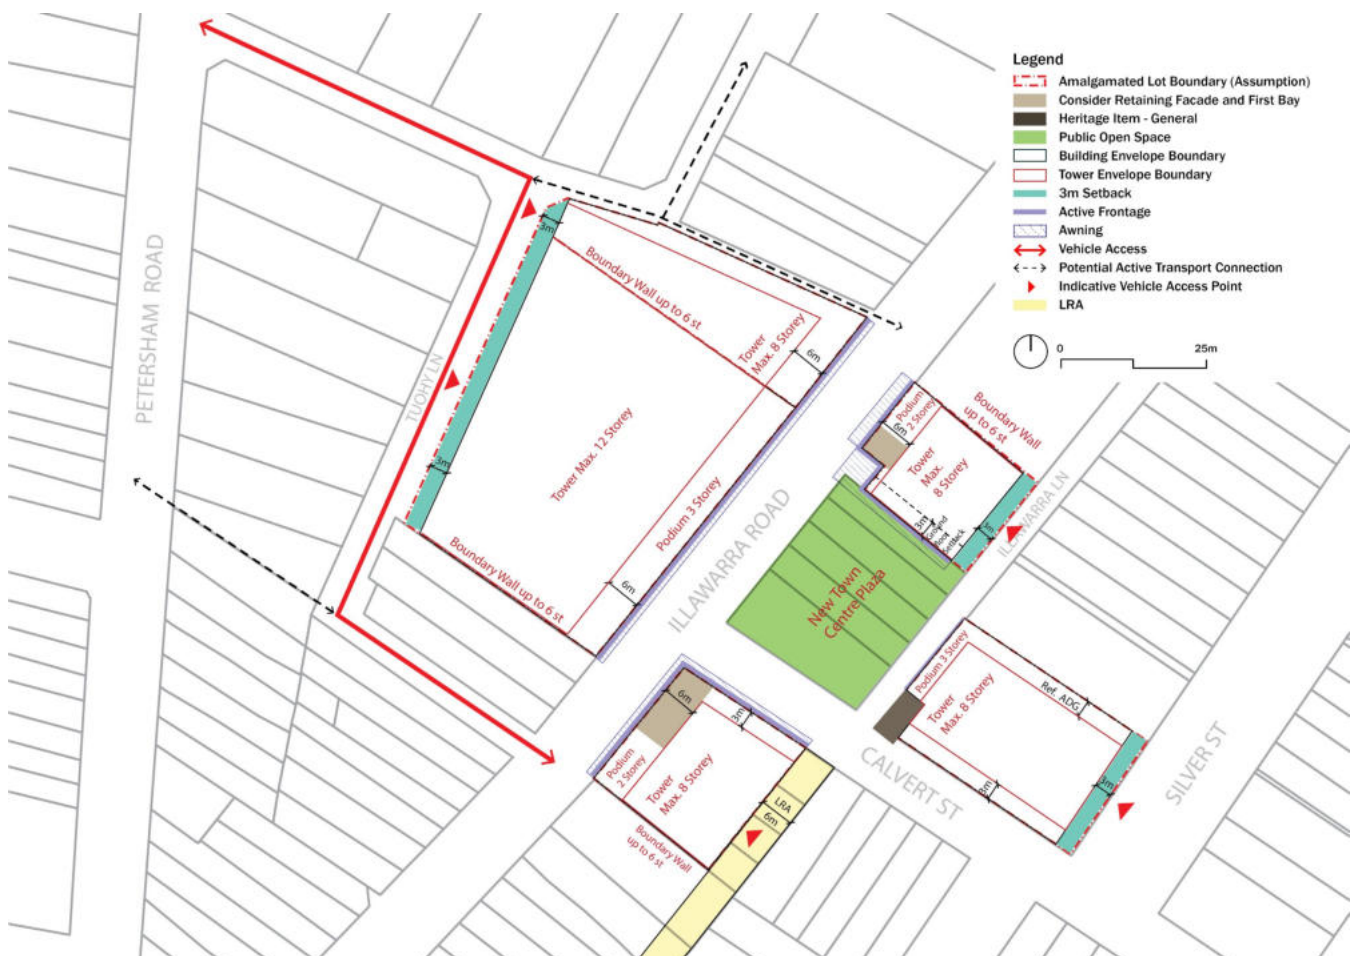 Legend
Amalgamated Lot Boundary (Assumption)
Consider Retaining Facade and First Bay
Heritage Item - General
Public Open Space
Building Envelope Boundary
Tower Envelope Boundary
3m Setback
Active Frontage
Awning
Vehicle Access
Potential Active Transport Connection
Indicative Vehicle Access Point
LRA
0
25m
PETERSHAM ROAD
TUOHY LN
3m
Boundary Wall up to 6 st
Tower
Max. 8 Storey
6m
Tower Max. 12 Storey
3m
Podium 3 Storey
Boundary Wall up to 6 st
6m
ILLAWARRA ROAD
Podium
2 Storey
6m
Boundary Wall
up to 6 st
Tower
Max.
8 Storey
3m
Ground
floor
Setback
3m
ILLAWARRA LN
New Town
Centre Plaza
Podium 3 Storey
Tower
Max. 8 Storey
Ref. ADG
3m
3m
SILVER ST
CALVERT ST
6m
3m
Podium
2 Storey
Tower
Max. 8 Storey
Boundary Wall
up to 6 st
LRA
6m